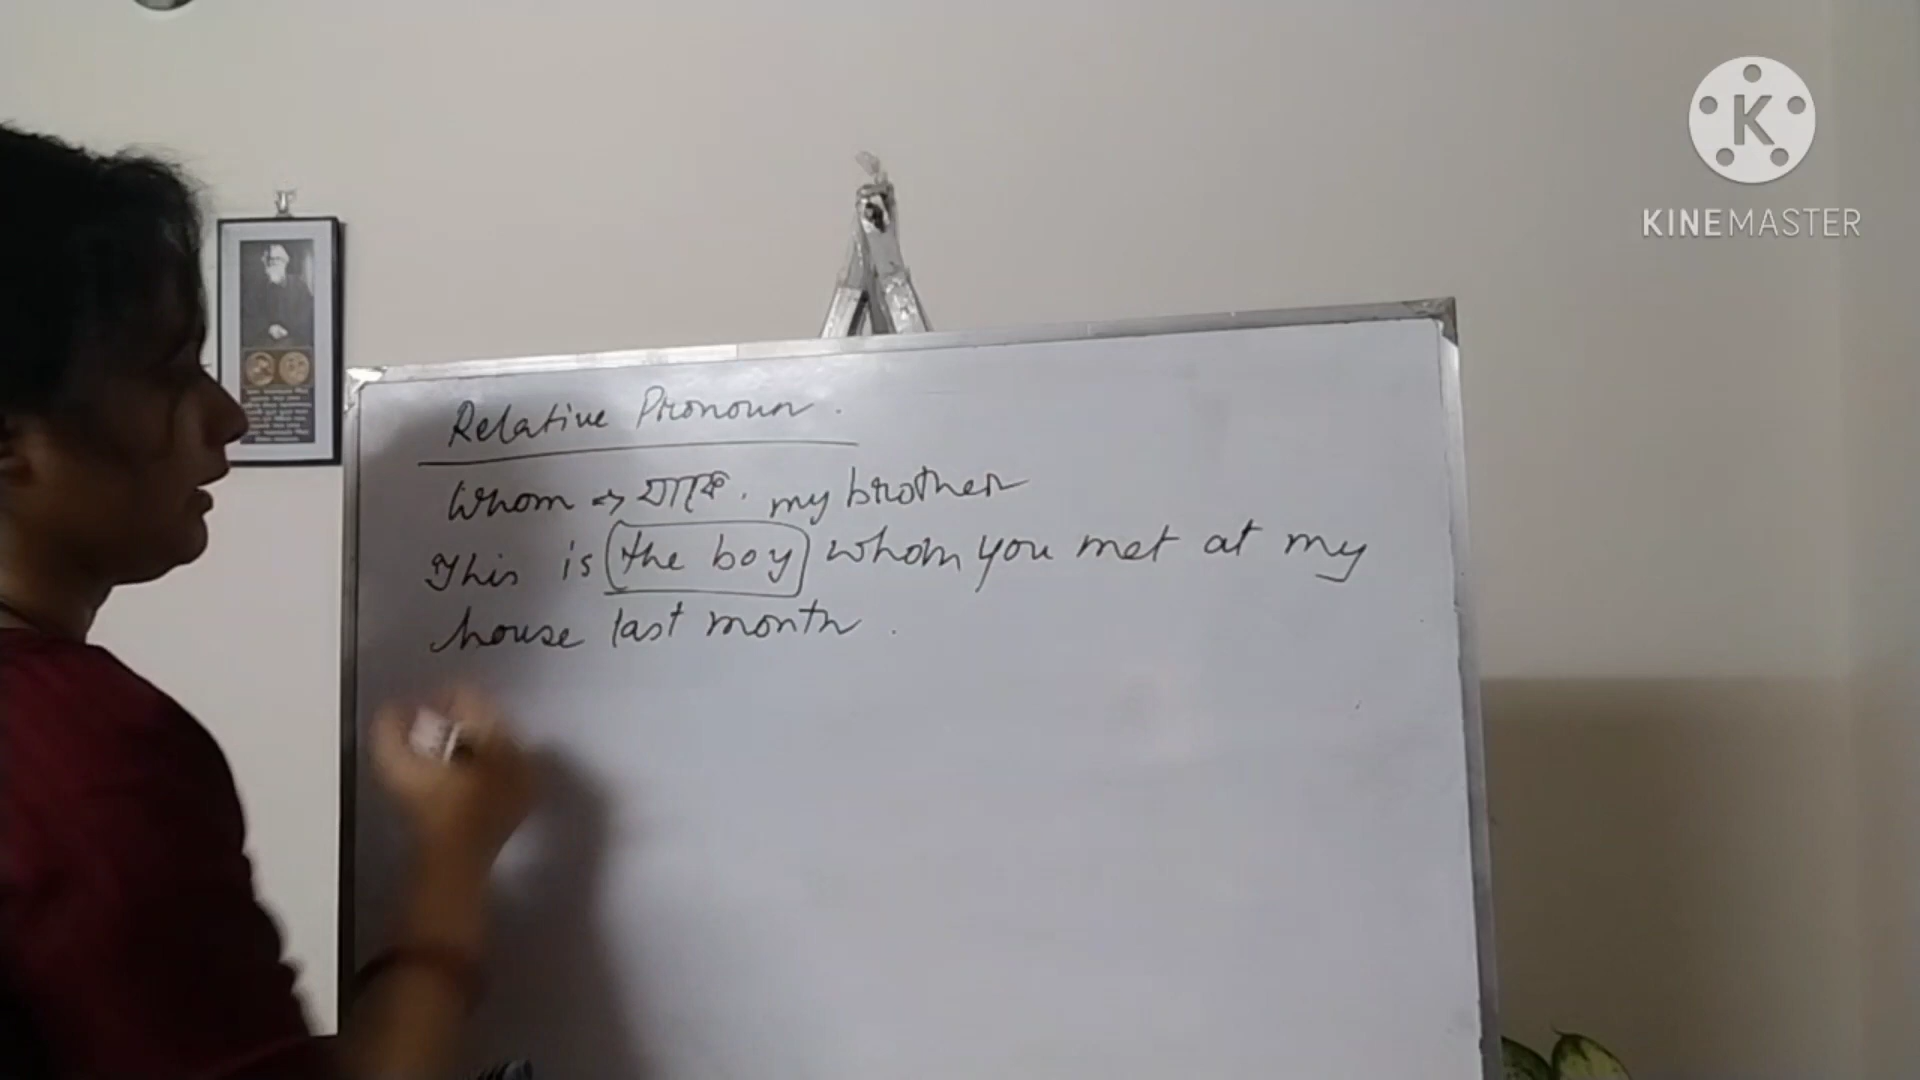 KINEMASTER
Relative Pronoun.
Whom → যাকে. my brother
This is the boy whom you met at my
house last month.